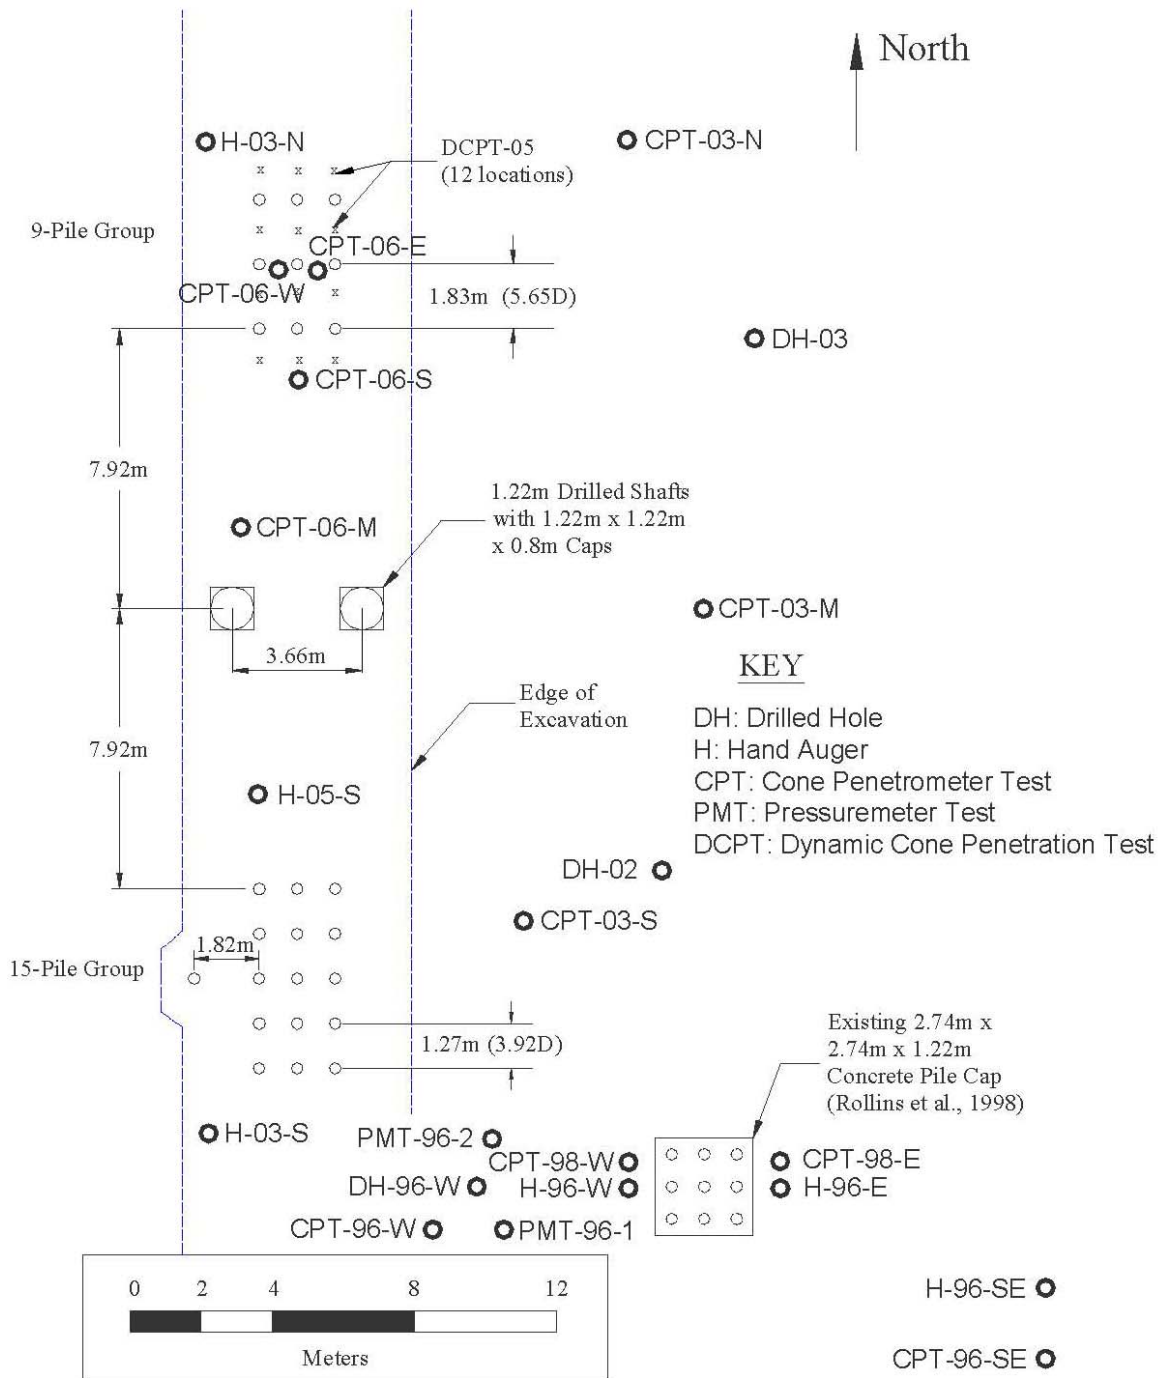 North
H-03-N
DCPT-05
(12 locations)
CPT-03-N
9-Pile Group
CPT-06-E
CPT-06-W
1.83m (5.65D)
DH-03
CPT-06-S
7.92m
1.22m Drilled Shafts
with 1.22m x 1.22m
x 0.8m Caps
CPT-06-M
CPT-03-M
3.66m
KEY
DH: Drilled Hole
H: Hand Auger
CPT: Cone Penetrometer Test
PMT: Pressuremeter Test
DCPT: Dynamic Cone Penetration Test
Edge of
Excavation
7.92m
H-05-S
DH-02
CPT-03-S
1.82m
15-Pile Group
1.27m (3.92D)
Existing 2.74m x
2.74m x 1.22m
Concrete Pile Cap
(Rollins et al., 1998)
H-03-S
PMT-96-2
CPT-98-W
CPT-98-E
DH-96-W
H-96-W
H-96-E
CPT-96-W
PMT-96-1
0 2 4 8 12
Meters
H-96-SE
CPT-96-SE